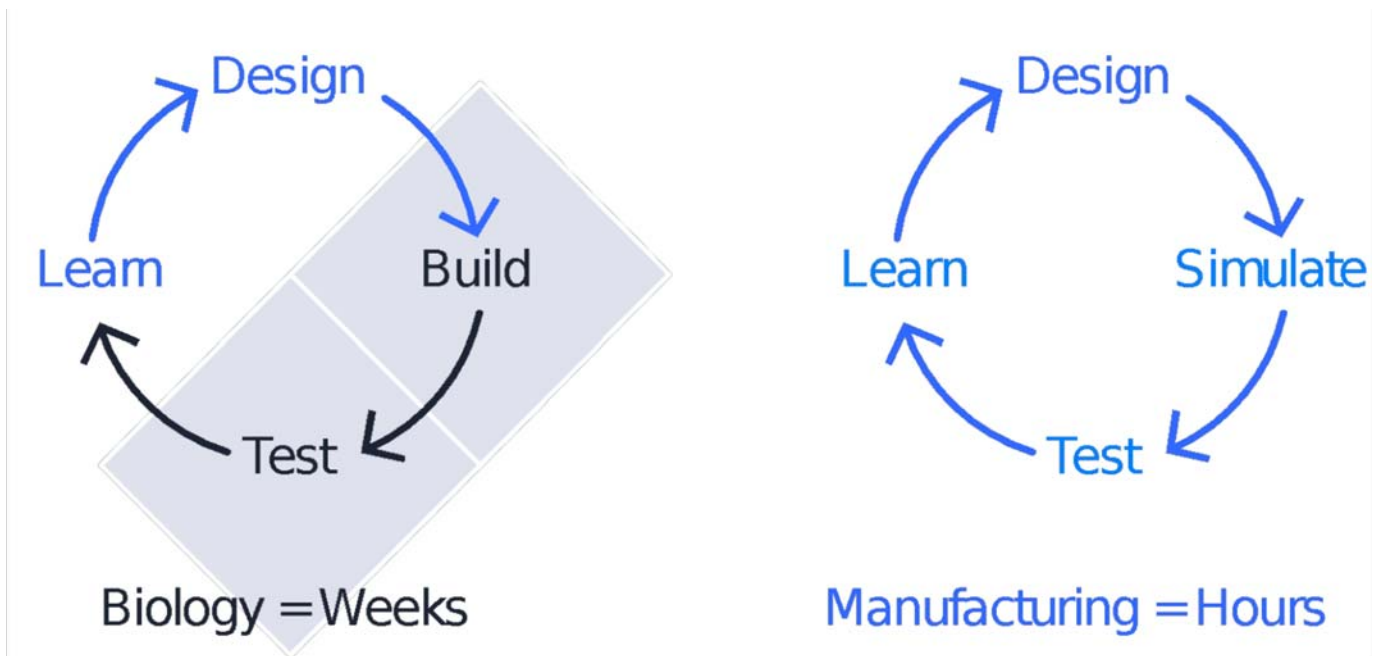 Design
Learn
Build
Test
Biology = Weeks
Design
Learn
Simulate
Test
Manufacturing = Hours